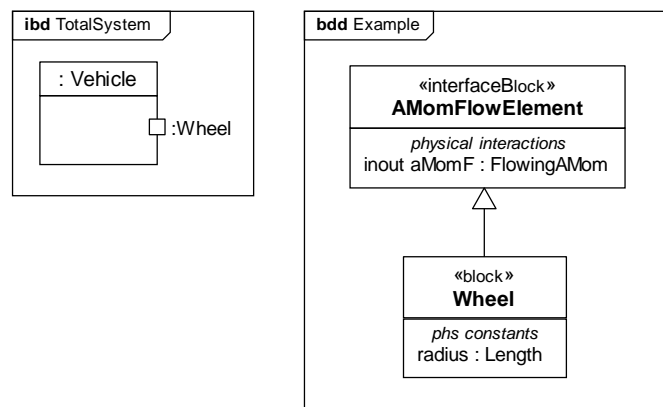 ibd TotalSystem
: Vehicle
:Wheel
bdd Example
«interfaceBlock»
AMomFlowElement
physical interactions
inout aMomF : FlowingAMom
«block»
Wheel
phs constants
radius : Length